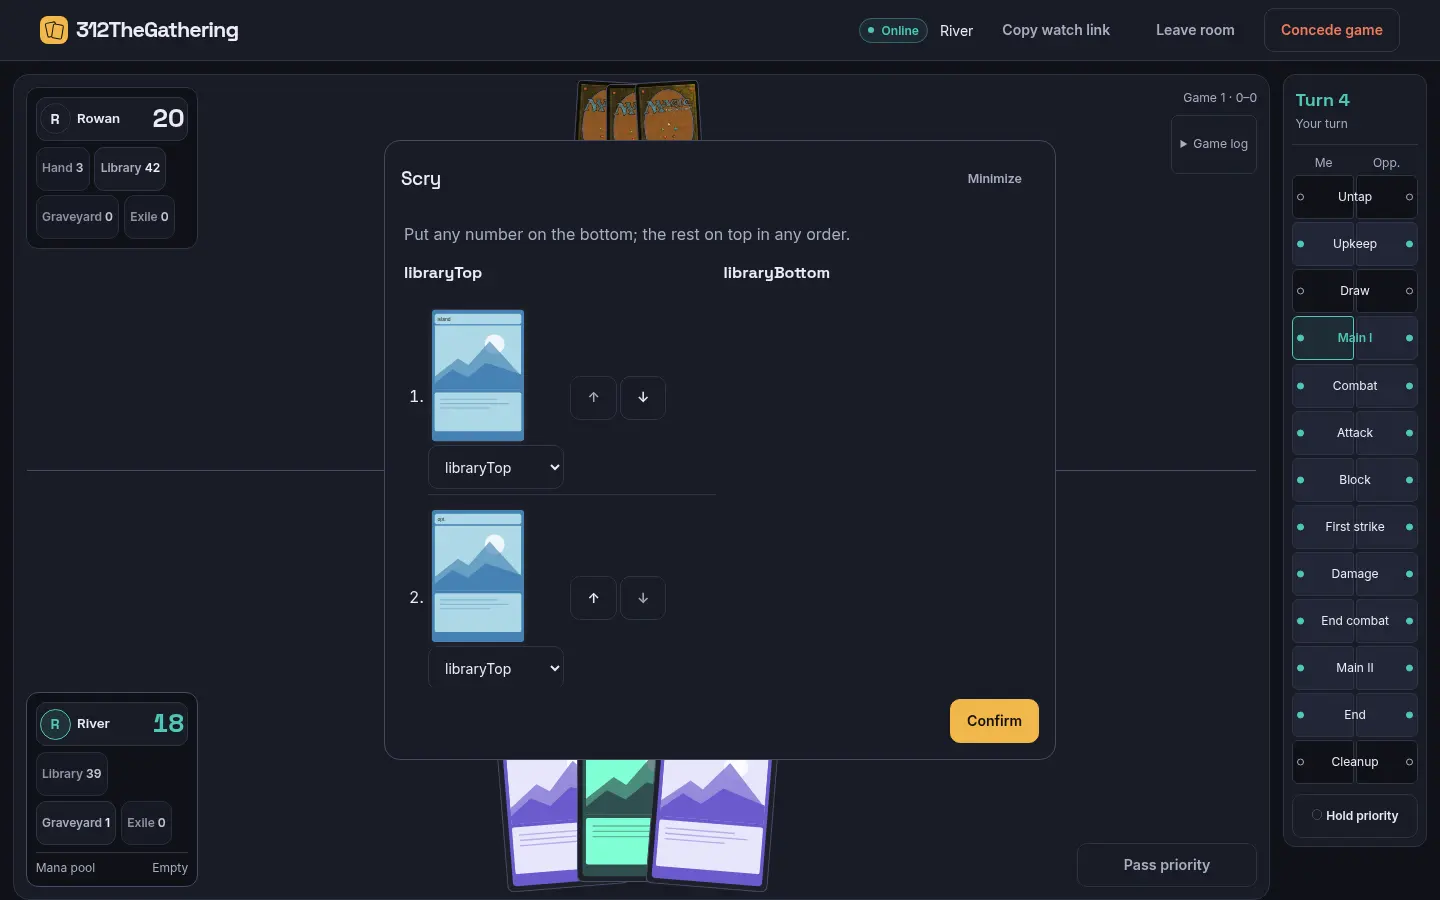 312TheGathering
Online
River
Copy watch link
Leave room
Concede game
R
Rowan
20
Hand 3
Library 42
Graveyard 0
Exile 0
Game 1 · 0–0
Game log
Scry
Minimize
Put any number on the bottom; the rest on top in any order.
libraryTop
libraryBottom
1.
island
↑
↓
libraryTop
2.
opt
↑
↓
libraryTop
Confirm
R
River
18
Library 39
Graveyard 1
Exile 0
Mana pool
Empty
Pass priority
Turn 4
Your turn
Me
Opp.
Untap
Upkeep
Draw
Main I
Combat
Attack
Block
First strike
Damage
End combat
Main II
End
Cleanup
Hold priority